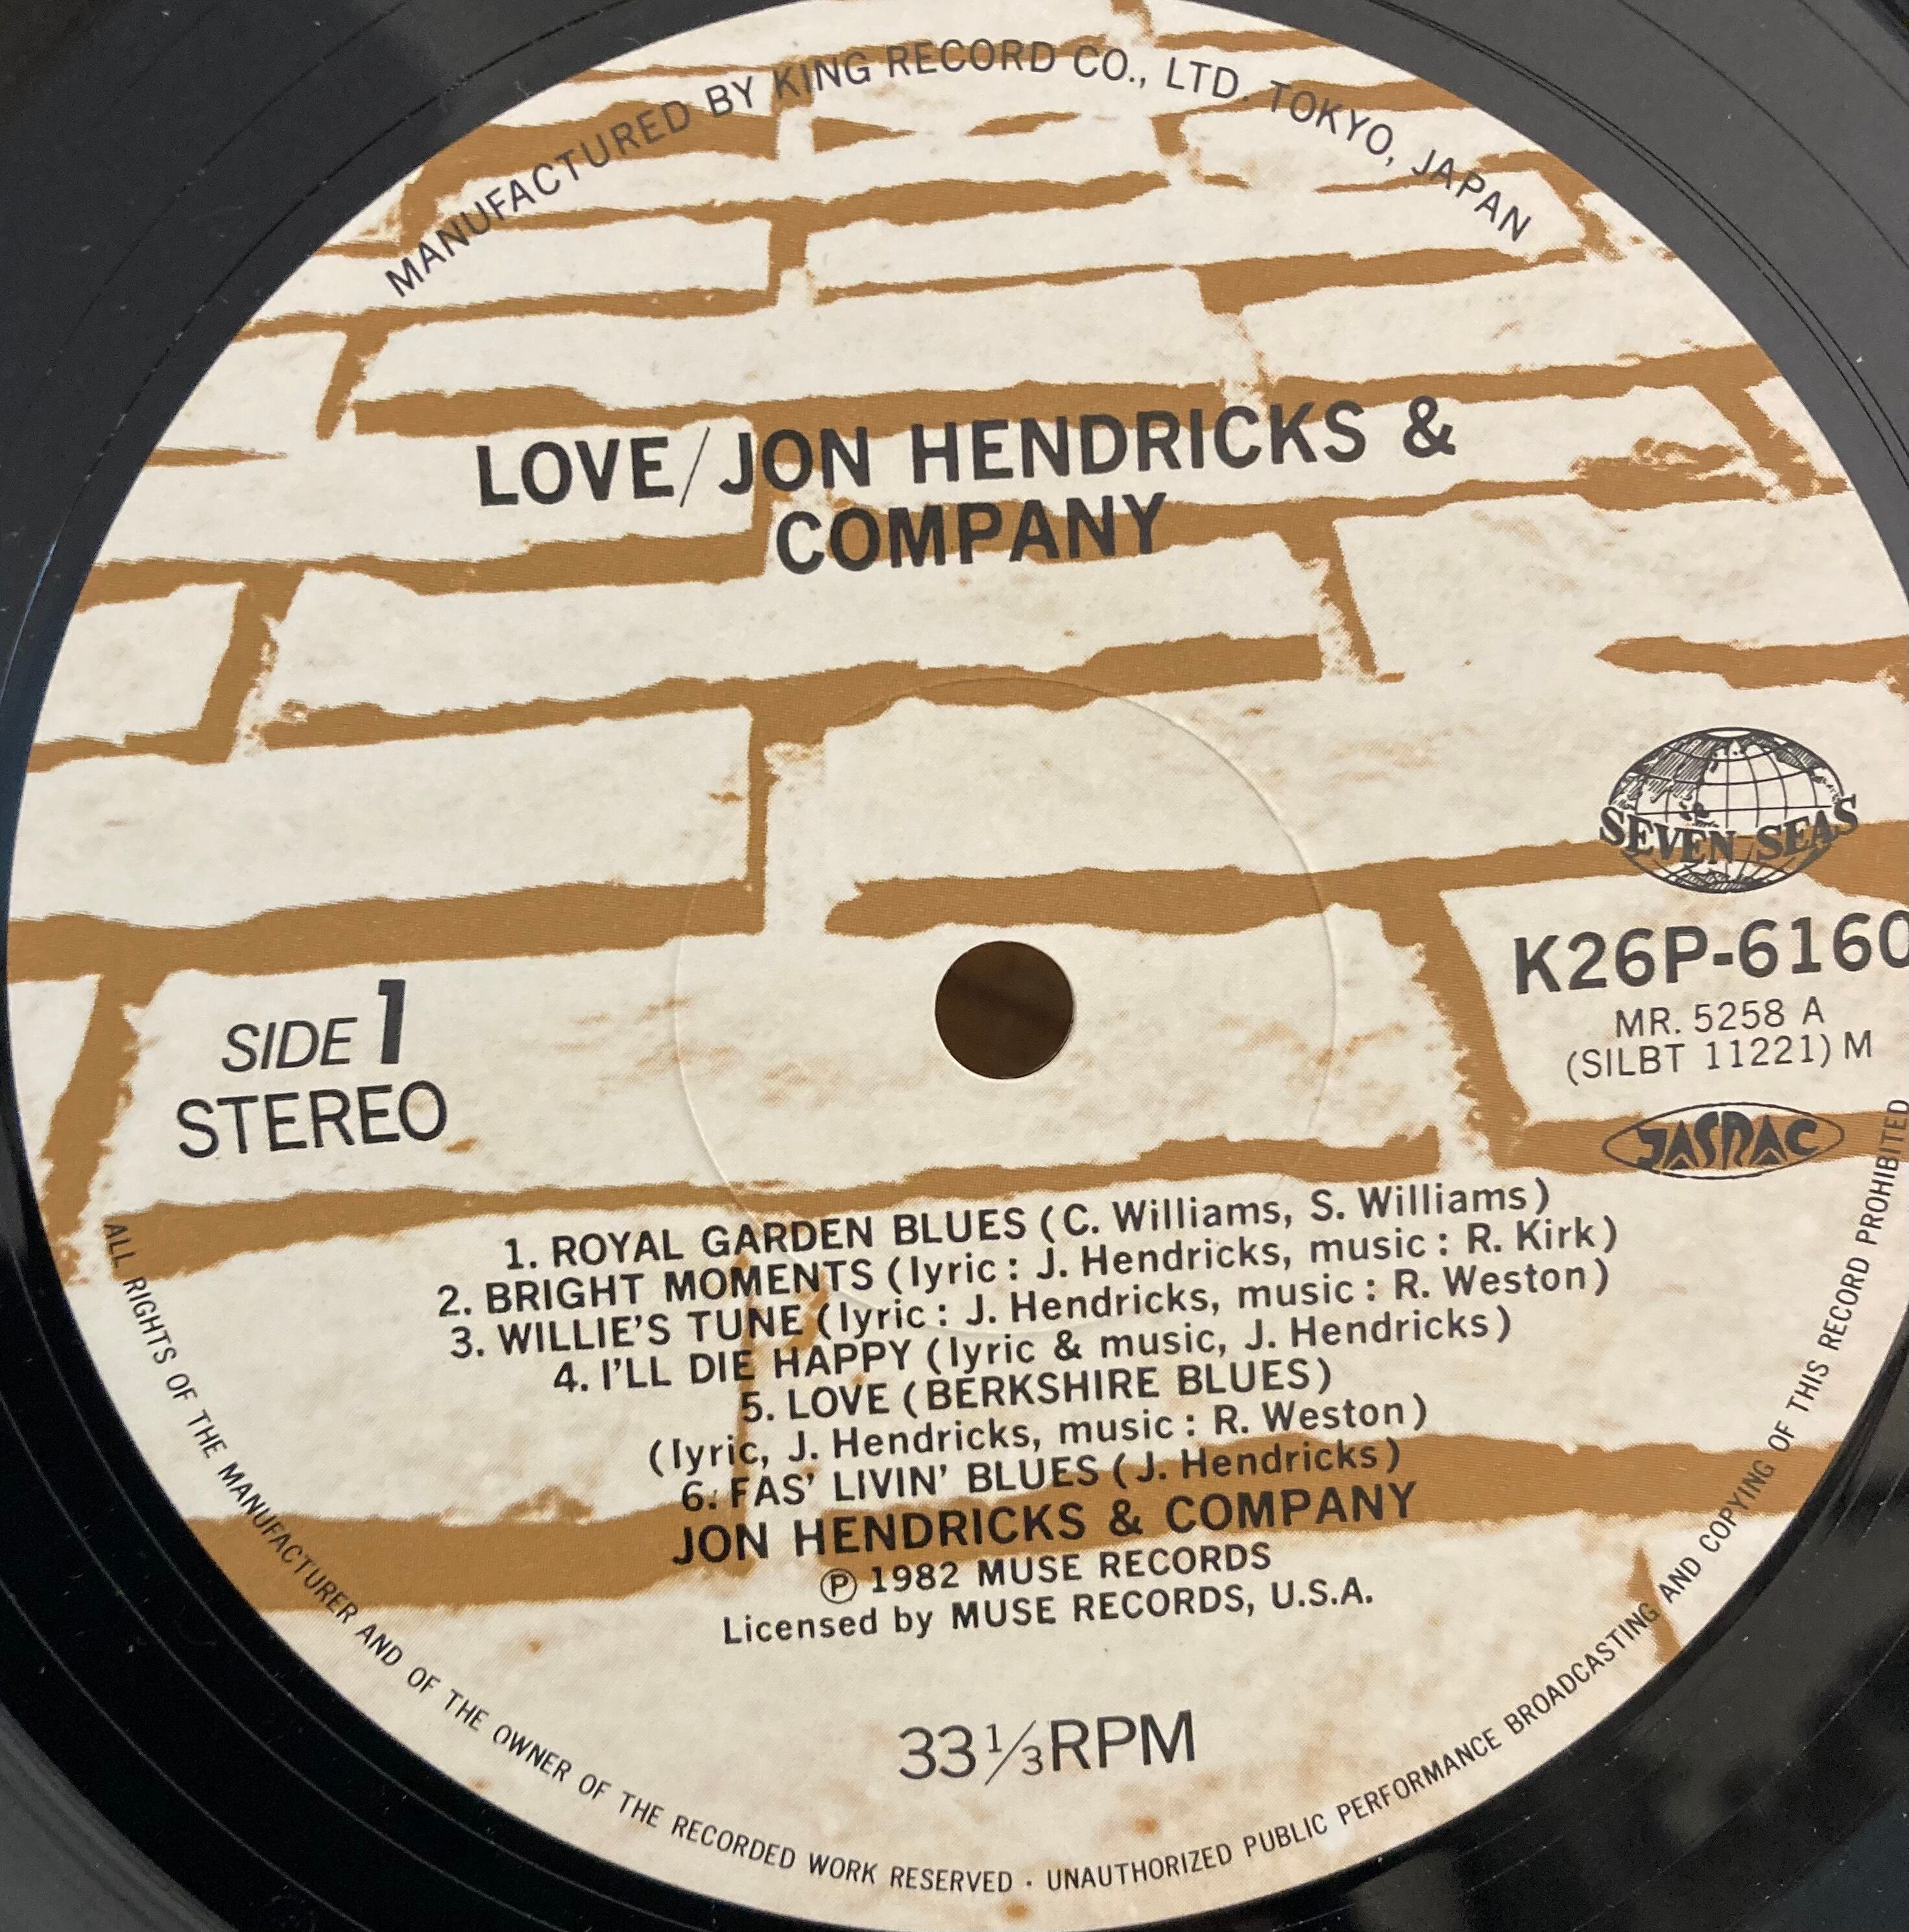 MANUFACTURED BY KING RECORD CO., LTD. TOKYO, JAPAN
LOVE/JON HENDRICKS &
COMPANY
SEVEN SEAS
K26P-6160
MR. 5258 A
(SILBT 11221) M
JASRAC
SIDE 1
STEREO
1. ROYAL GARDEN BLUES (C. Williams, S. Williams)
2. BRIGHT MOMENTS (lyric : J. Hendricks, music : R. Kirk)
3. WILLIE'S TUNE (lyric : J. Hendricks, music : R. Weston)
4. I'LL DIE HAPPY (lyric & music, J. Hendricks)
5. LOVE (BERKSHIRE BLUES)
(lyric, J. Hendricks, music : R. Weston)
6. FAS' LIVIN' BLUES (J. Hendricks)
JON HENDRICKS & COMPANY
Ⓟ 1982 MUSE RECORDS
Licensed by MUSE RECORDS, U.S.A.
33 1/3 RPM
ALL RIGHTS OF THE MANUFACTURER AND OF THE OWNER OF THE RECORDED WORK RESERVED · UNAUTHORIZED PUBLIC PERFORMANCE BROADCASTING AND COPYING OF THIS RECORD PROHIBITED